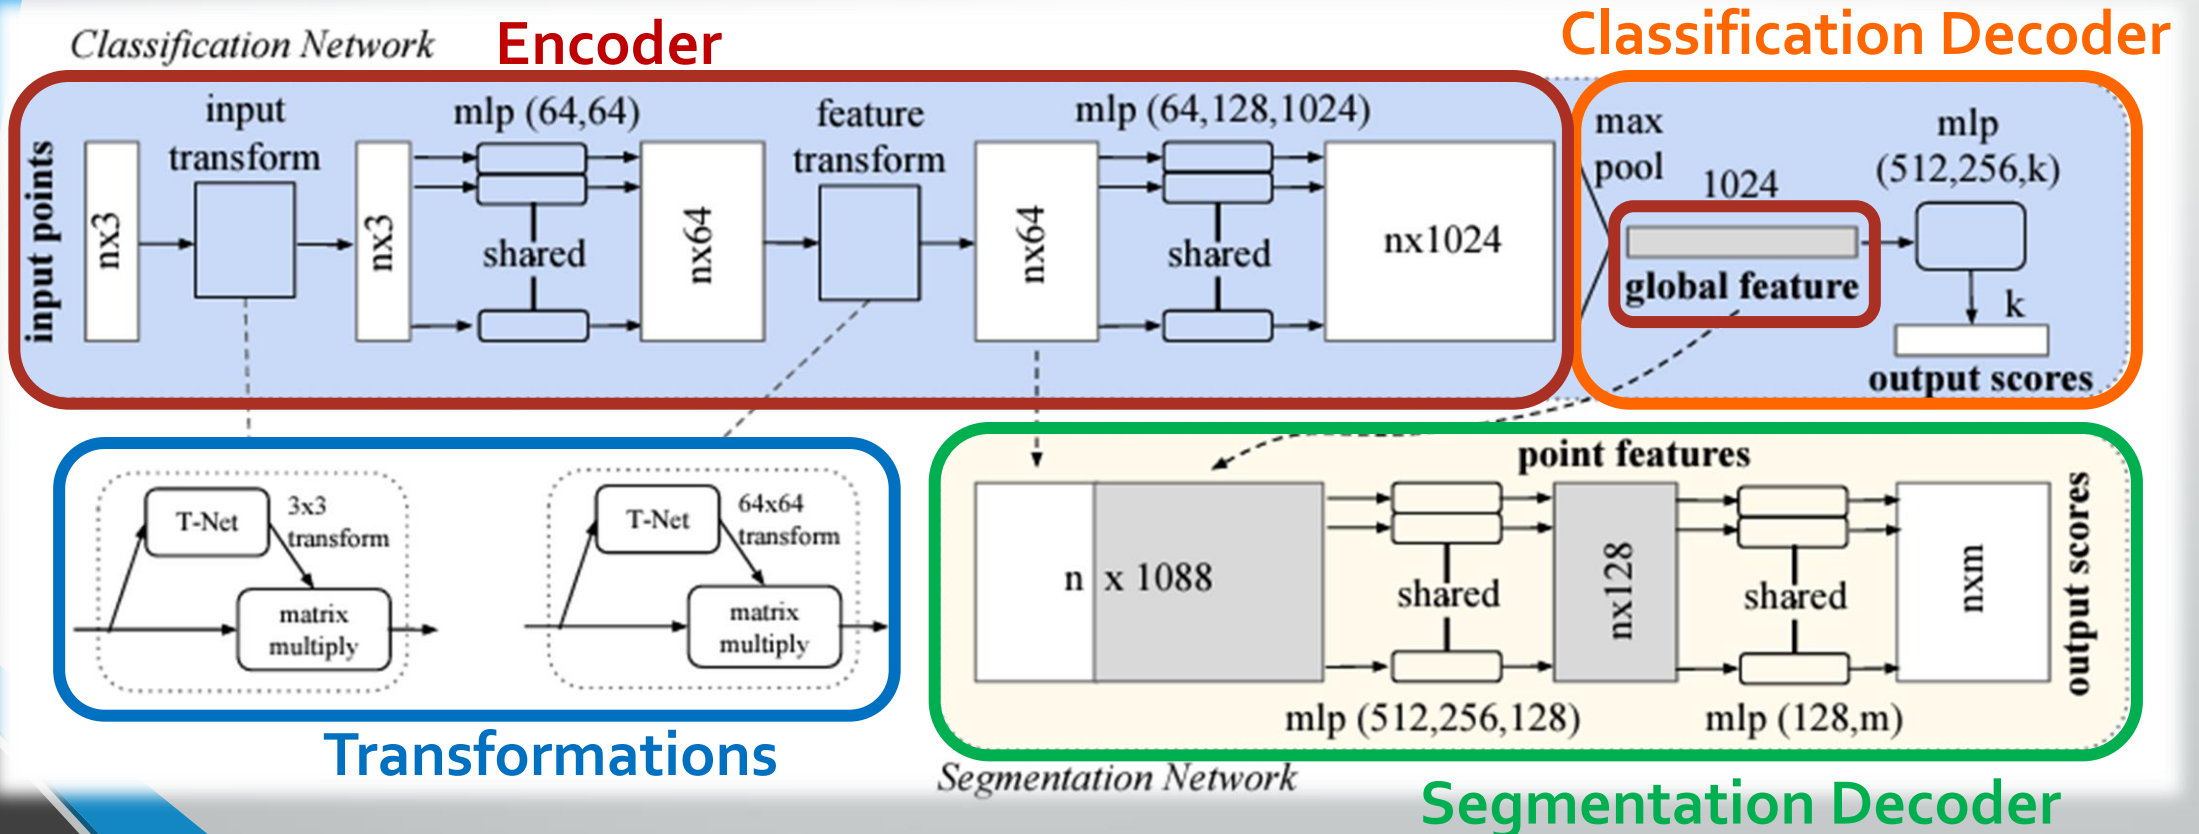 Classification Network
Encoder
Classification Decoder
input points
nx3
input
transform
nx3
mlp (64,64)
shared
nx64
feature
transform
nx64
mlp (64,128,1024)
shared
nx1024
max
pool
1024
global feature
mlp
(512,256,k)
k
output scores
T-Net
3x3
transform
matrix
multiply
T-Net
64x64
transform
matrix
multiply
Transformations
point features
n x 1088
shared
mlp (512,256,128)
nx128
shared
mlp (128,m)
nxm
output scores
Segmentation Network
Segmentation Decoder